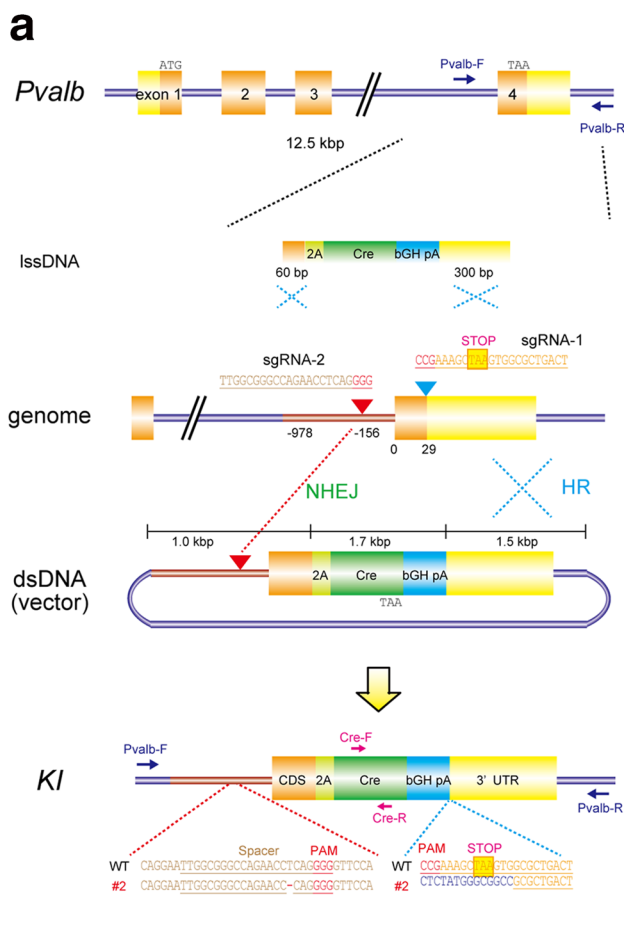 a
Pvalb
ATG
exon 1
2
3
Pvalb-F
TAA
4
Pvalb-R
12.5 kbp
lssDNA
2A
Cre
bGH pA
60 bp
300 bp
STOP
sgRNA-1
CCGAAAGCTAAGTGGCGCTGACT
sgRNA-2
TTGGCGGGCCAGAACCTCAGGGG
genome
-978
-156
0
29
NHEJ
HR
1.0 kbp
1.7 kbp
1.5 kbp
dsDNA
(vector)
2A
Cre
bGH pA
TAA
Cre-F
Pvalb-F
KI
CDS
2A
Cre
bGH pA
3' UTR
Cre-R
Pvalb-R
Spacer
PAM
WT
CAGGAATTGGCGGGCCAGAACCTCAGGGGGTTCCA
#2
CAGGAATTGGCGGGCCAGAACC-CAGGGGGTTCCA
PAM
STOP
WT
CCGAAAGCTAAGTGGCGCTGACT
#2
CTCTATGGGCGGCCGCGCTGACT